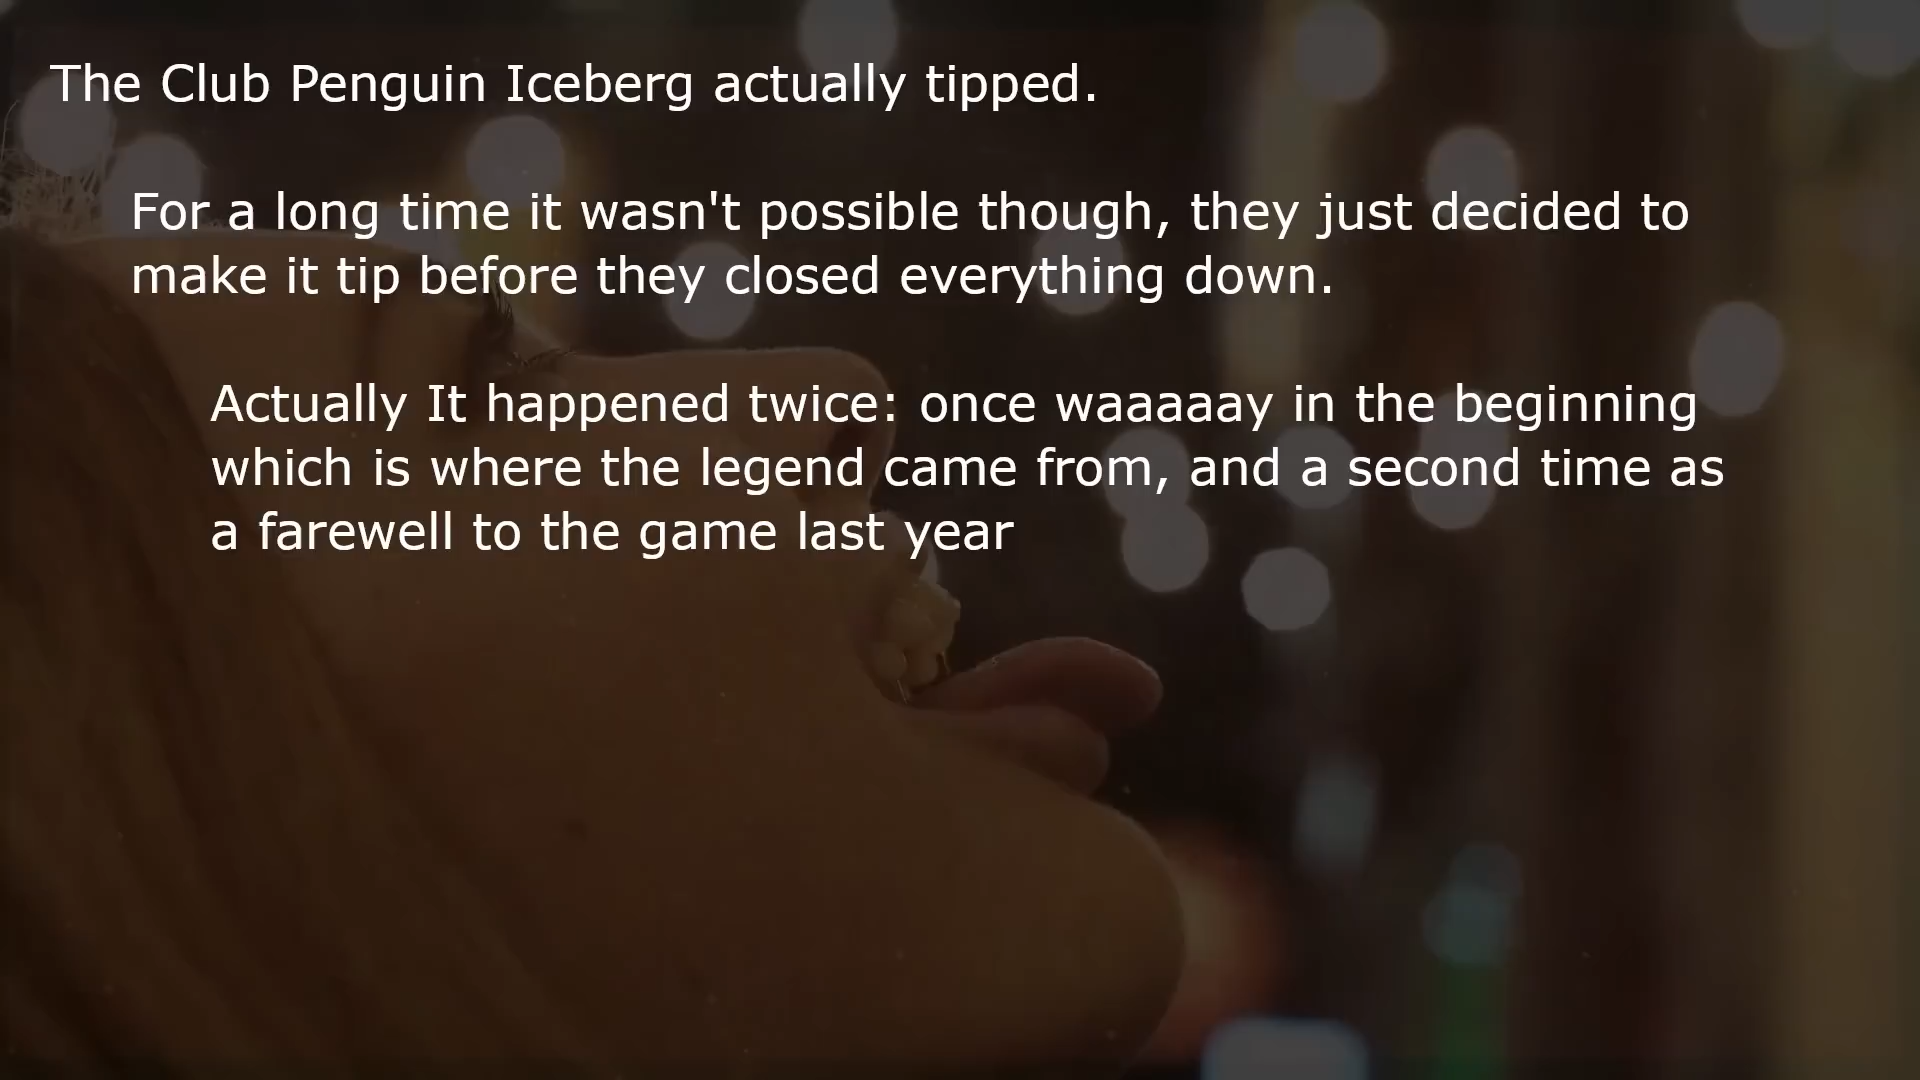 The Club Penguin Iceberg actually tipped.
For a long time it wasn't possible though, they just decided to
make it tip before they closed everything down.
Actually It happened twice: once waaaaay in the beginning
which is where the legend came from, and a second time as
a farewell to the game last year